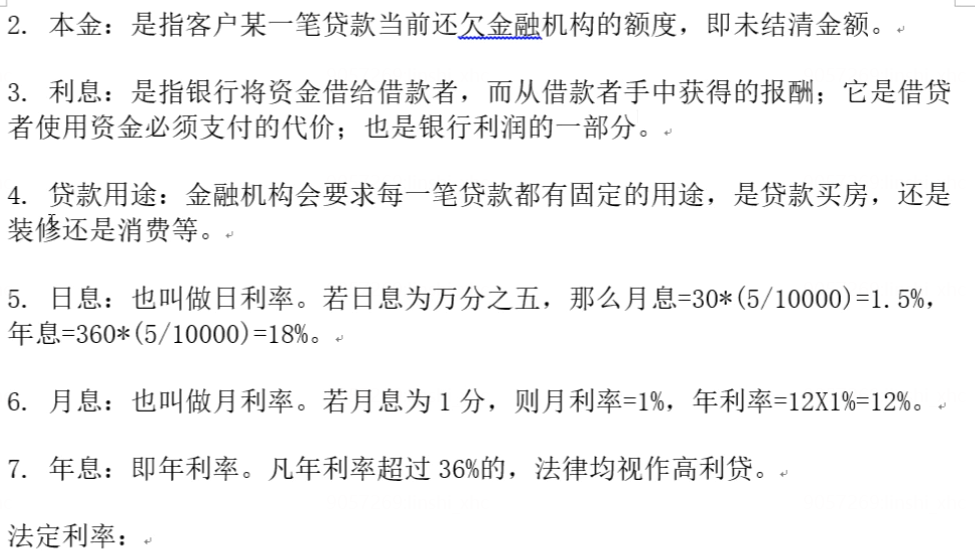 2. 本金：是指客户某一笔贷款当前还欠金融机构的额度，即未结清金额。
3. 利息：是指银行将资金借给借款者，而从借款者手中获得的报酬；它是借贷
者使用资金必须支付的代价；也是银行利润的一部分。
4. 贷款用途：金融机构会要求每一笔贷款都有固定的用途，是贷款买房，还是
装修还是消费等。
5. 日息：也叫做日利率。若日息为万分之五，那么月息=30*(5/10000)=1.5%，
年息=360*(5/10000)=18%。
6. 月息：也叫做月利率。若月息为 1 分，则月利率=1%，年利率=12X1%=12%。
7. 年息：即年利率。凡年利率超过 36%的，法律均视作高利贷。
法定利率：